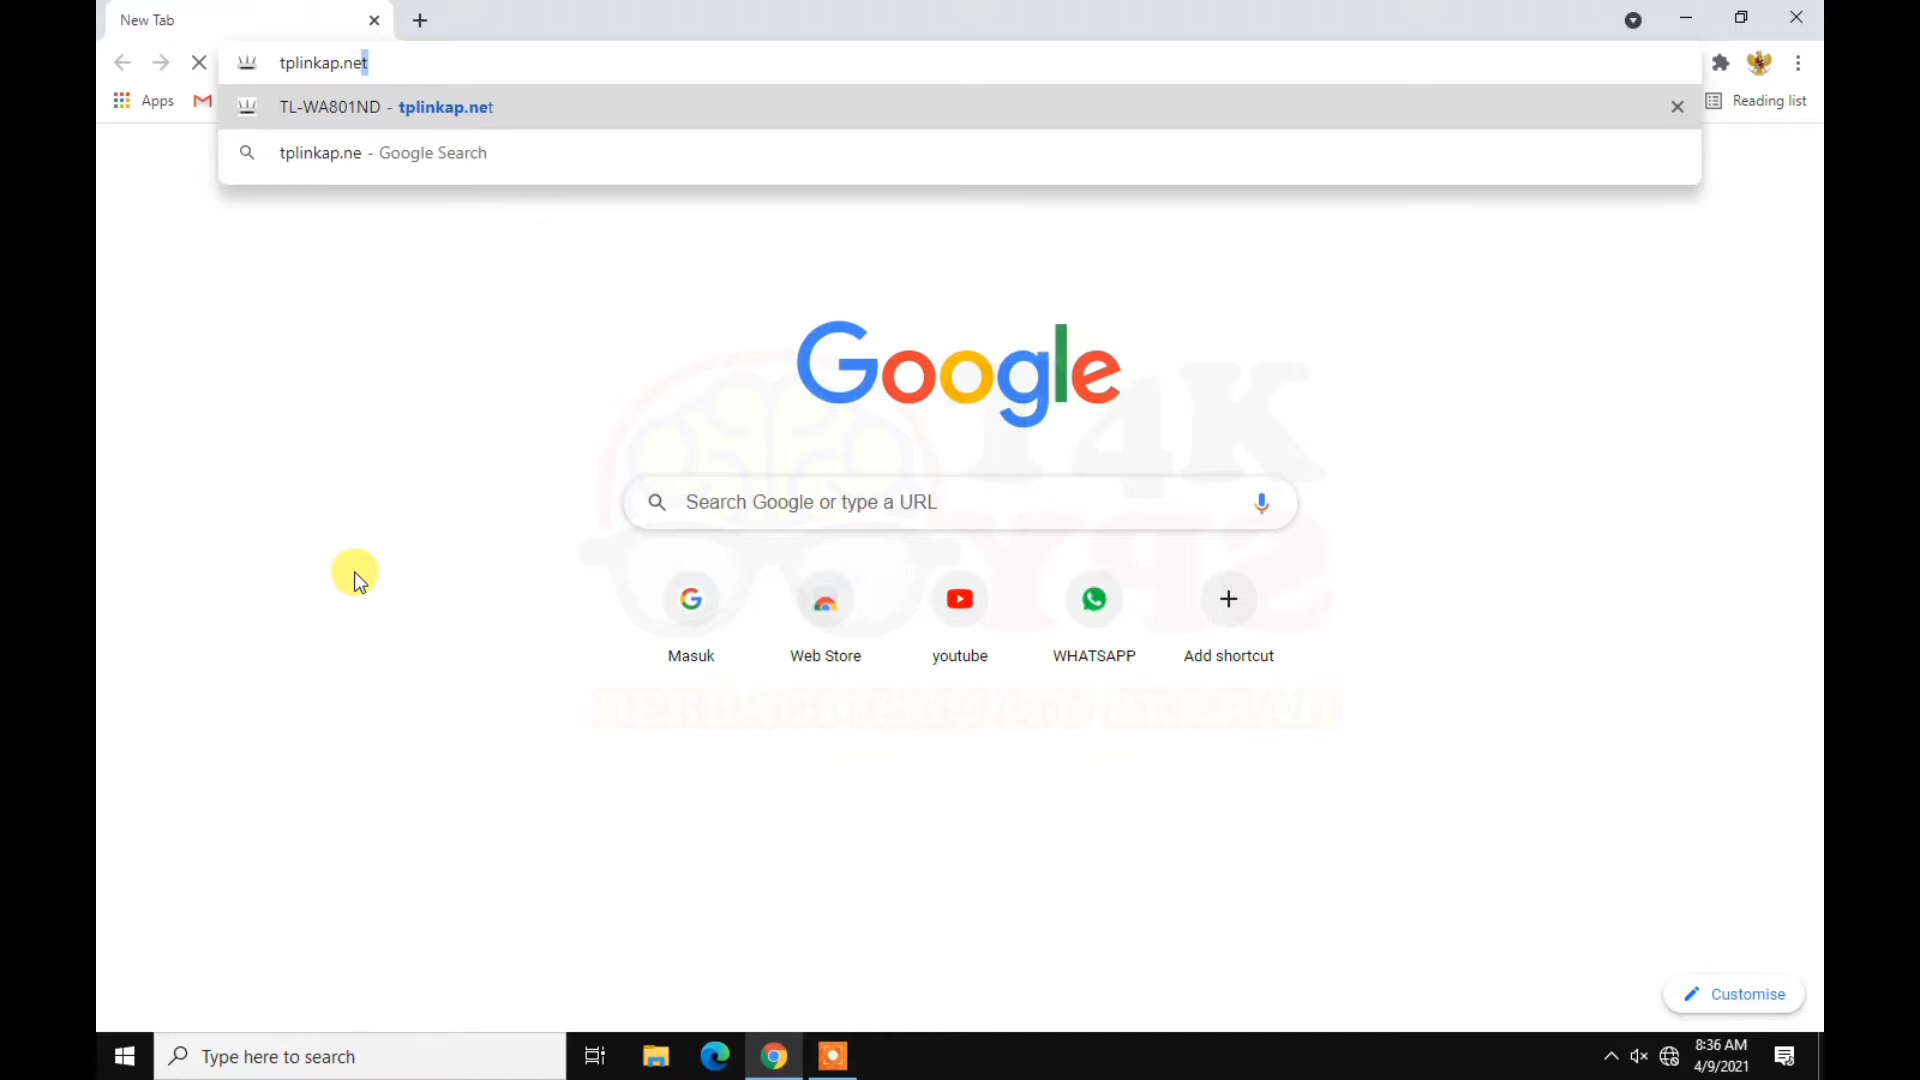 New Tab
tplinkap.net
Apps
TL-WA801ND - tplinkap.net
Reading list
tplinkap.ne - Google Search
Google
T4K
Y92
Search Google or type a URL
Masuk
Web Store
youtube
WHATSAPP
Add shortcut
Customise
Type here to search
8:36 AM
4/9/2021